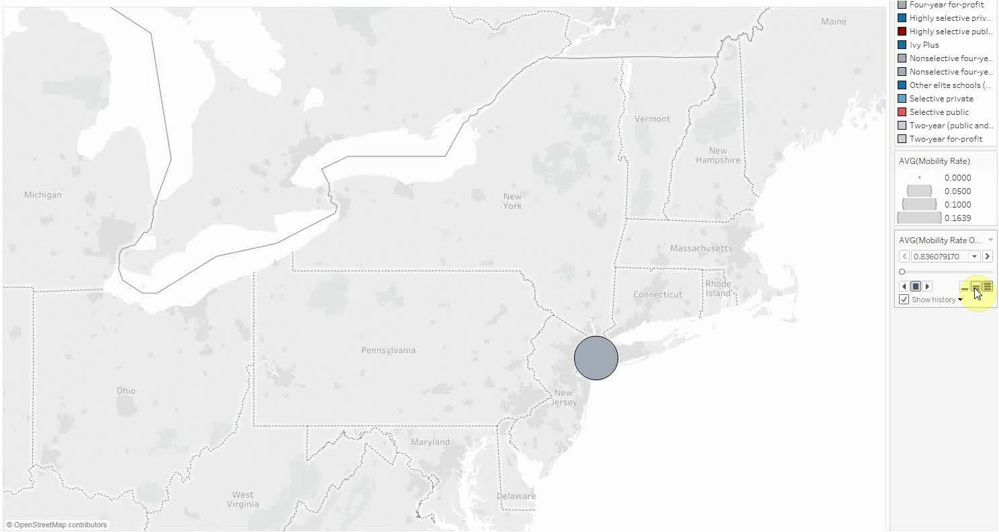 Maine
Vermont
New
Hampshire
Michigan
New
York
Massachusetts
Rhode
Island
Connecticut
Pennsylvania
Ohio
New
Jersey
Maryland
West
Virginia
Delaware
© OpenStreetMap contributors
Four-year for-profit
Highly selective priv..
Highly selective publ..
Ivy Plus
Nonselective four-ye..
Nonselective four-ye..
Other elite schools (..
Selective private
Selective public
Two-year (public and..
Two-year for-profit
AVG(Mobility Rate)
0.0000
0.0500
0.1000
0.1639
AVG(Mobility Rate O...
0.836079170
Show history